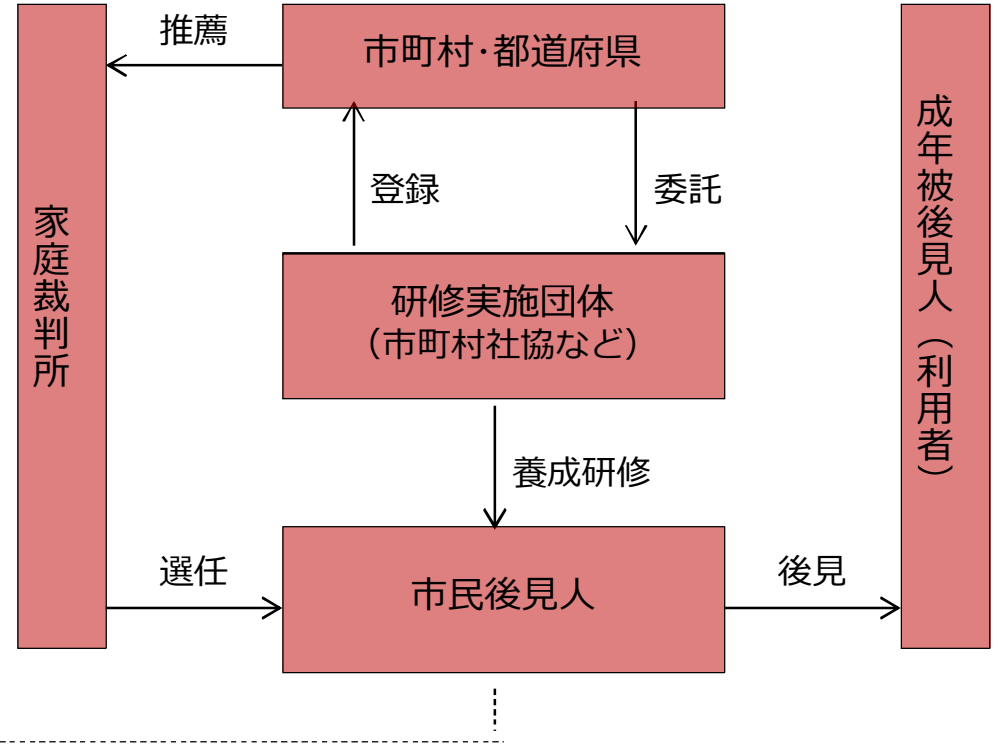 推薦
市町村・都道府県
登録
委託
家庭裁判所
成年被後見人（利用者）
研修実施団体
（市町村社協など）
養成研修
選任
市民後見人
後見